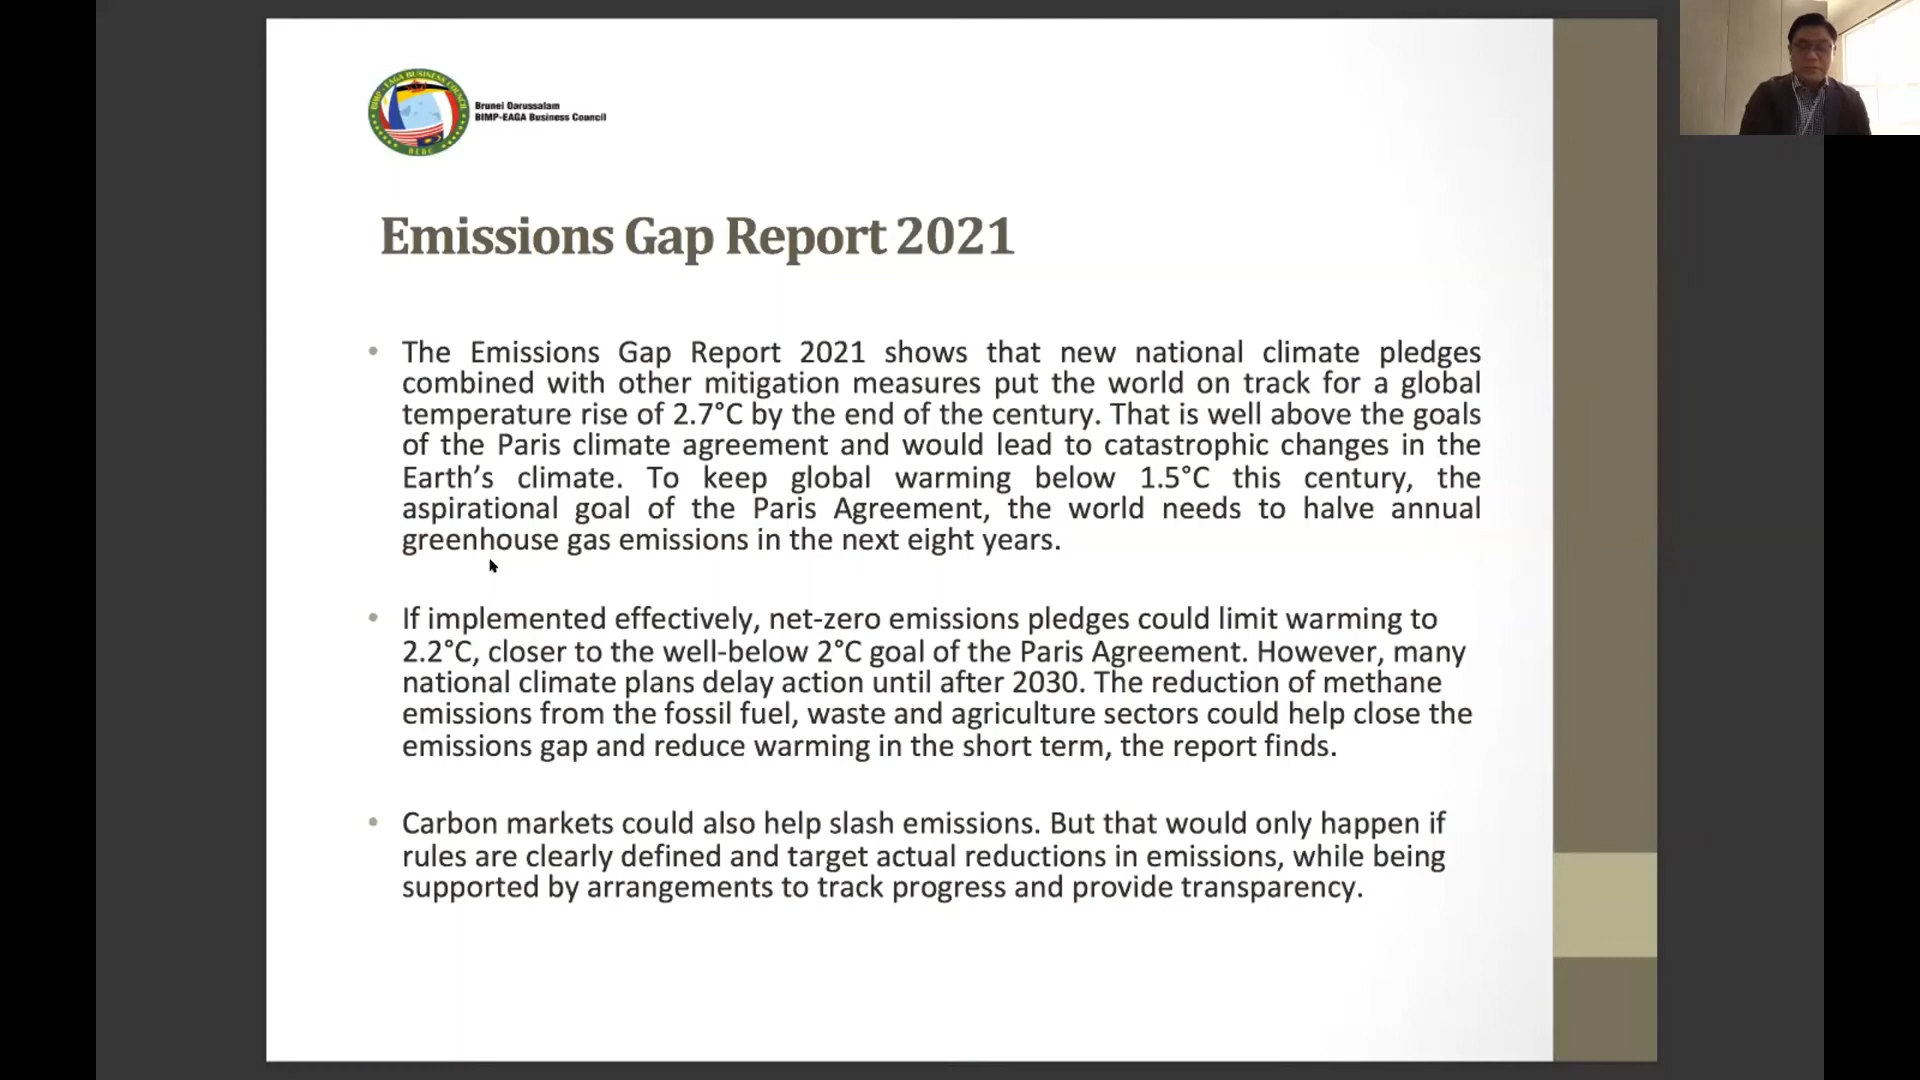 BIMP-EAGA BUSINESS COUNCIL
BEBC
Brunei Darussalam
BIMP-EAGA Business Council
Emissions Gap Report 2021
• The Emissions Gap Report 2021 shows that new national climate pledges
combined with other mitigation measures put the world on track for a global
temperature rise of 2.7°C by the end of the century. That is well above the goals
of the Paris climate agreement and would lead to catastrophic changes in the
Earth’s climate. To keep global warming below 1.5°C this century, the
aspirational goal of the Paris Agreement, the world needs to halve annual
greenhouse gas emissions in the next eight years.
• If implemented effectively, net-zero emissions pledges could limit warming to
2.2°C, closer to the well-below 2°C goal of the Paris Agreement. However, many
national climate plans delay action until after 2030. The reduction of methane
emissions from the fossil fuel, waste and agriculture sectors could help close the
emissions gap and reduce warming in the short term, the report finds.
• Carbon markets could also help slash emissions. But that would only happen if
rules are clearly defined and target actual reductions in emissions, while being
supported by arrangements to track progress and provide transparency.